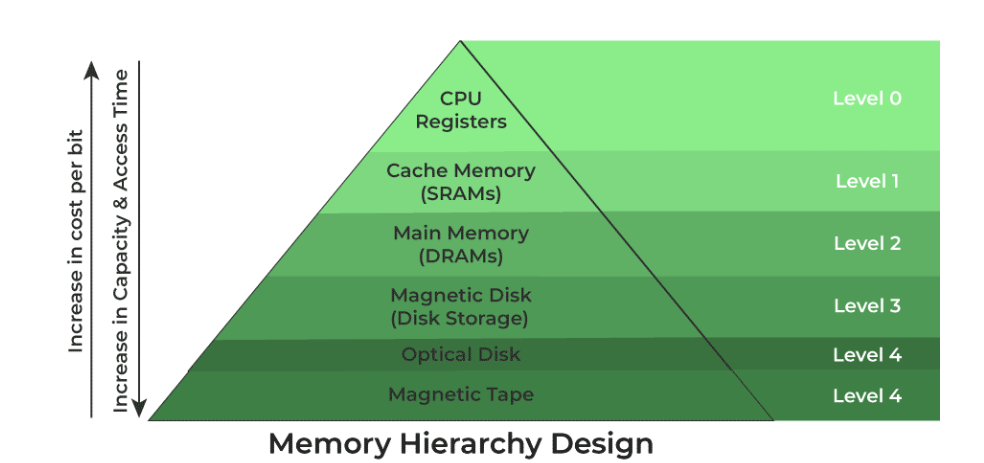 Increase in cost per bit
Increase in Capacity & Access Time
CPU
Registers
Level 0
Cache Memory
(SRAMs)
Level 1
Main Memory
(DRAMs)
Level 2
Magnetic Disk
(Disk Storage)
Level 3
Optical Disk
Level 4
Magnetic Tape
Level 4
Memory Hierarchy Design